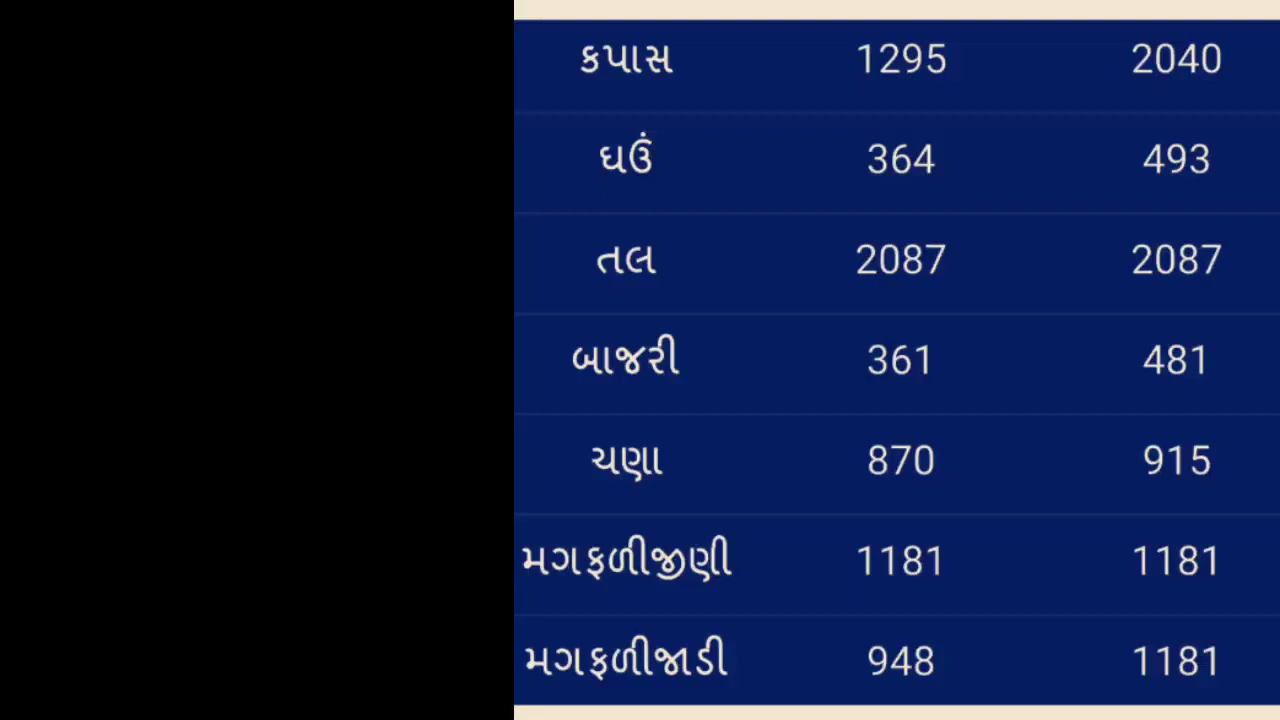 કપાસ 1295 2040
ઘઉં 364 493
તલ 2087 2087
બાજરી 361 481
ચણા 870 915
મગફળીજીણી 1181 1181
મગફળીજાડી 948 1181